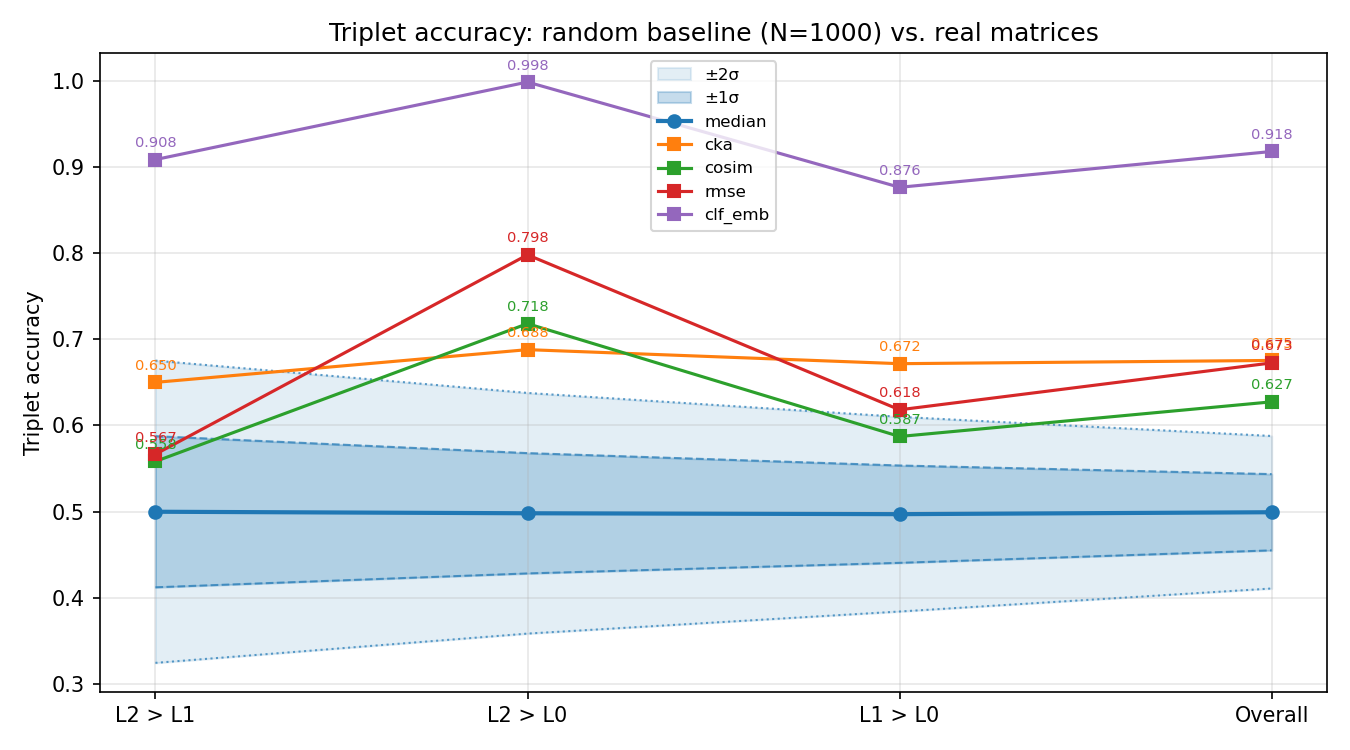 Triplet accuracy: random baseline (N=1000) vs. real matrices
Triplet accuracy
1.0
0.9
0.8
0.7
0.6
0.5
0.4
0.3
±2σ
±1σ
median
cka
cosim
rmse
clf_emb
0.908
0.998
0.876
0.918
0.798
0.718
0.688
0.650
0.672
0.673
0.618
0.587
0.627
0.567
L2 > L1
L2 > L0
L1 > L0
Overall